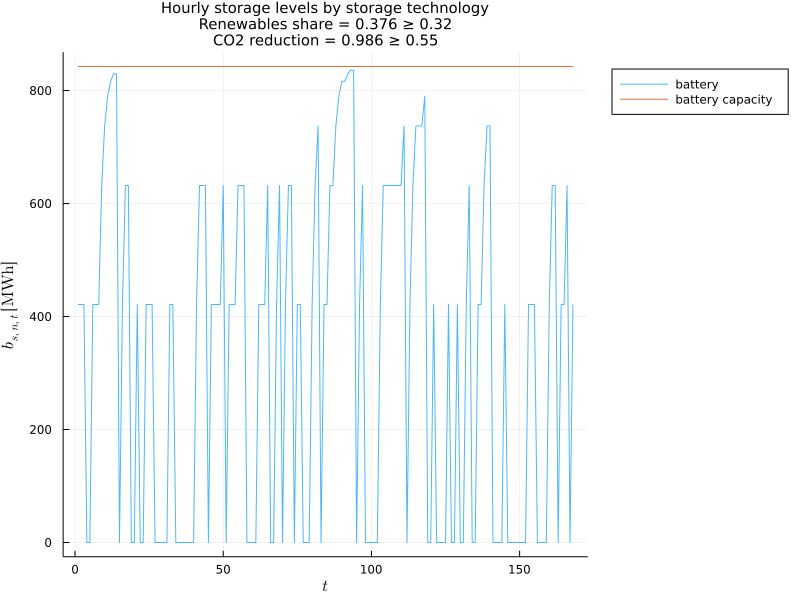 Hourly storage levels by storage technology
Renewables share = 0.376 ≥ 0.32
CO2 reduction = 0.986 ≥ 0.55
battery
battery capacity
800
600
400
200
0
b_{s, n, t} [MWh]
0 50 100 150
t